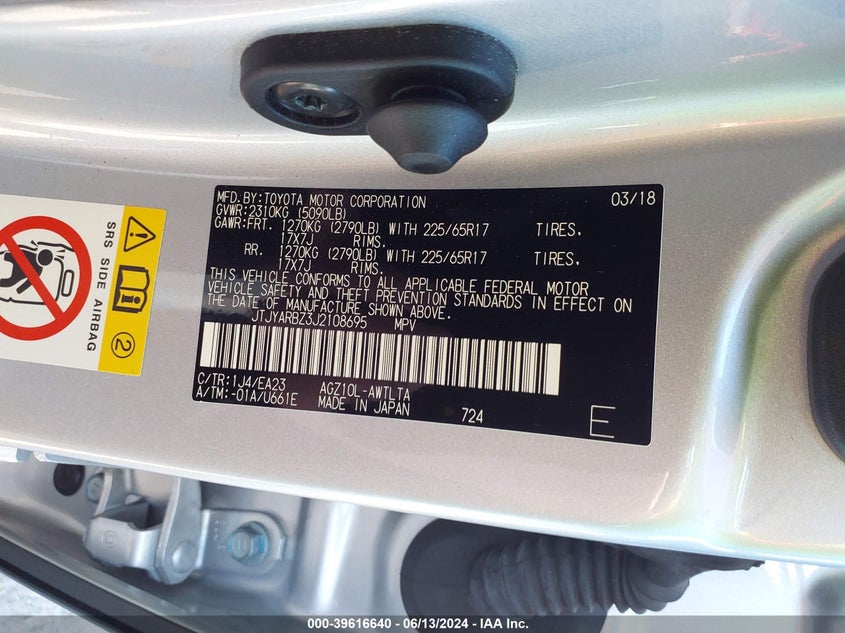 MFD.BY:TOYOTA MOTOR CORPORATION 03/18
GVWR:2310KG (5090LB)
GAWR:FRT. 1270KG (2790LB) WITH 225/65R17 TIRES.
17X7J RIMS.
RR. 1270KG (2790LB) WITH 225/65R17 TIRES.
17X7J RIMS.
THIS VEHICLE CONFORMS TO ALL APPLICABLE FEDERAL MOTOR
VEHICLE SAFETY AND THEFT PREVENTION STANDARDS IN EFFECT ON
THE DATE OF MANUFACTURE SHOWN ABOVE.
JTJYARBZ3J2108695 MPV
C/TR:1J4/EA23 AGZ10L-AWTLTA
A/TM:-01A/U661E MADE IN JAPAN 724 E
SRS SIDE AIRBAG
2
000-39616640 - 06/13/2024 - IAAI.com